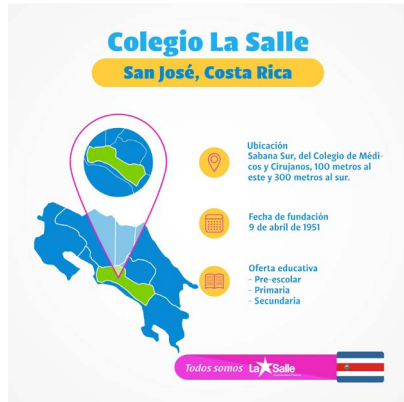 Colegio La Salle
San José, Costa Rica
Ubicación
Sabana Sur, del Colegio de Médi-
cos y Cirujanos, 100 metros al
este y 300 metros al sur.
Fecha de fundación
9 de abril de 1951
Oferta educativa
- Pre-escolar
- Primaria
- Secundaria
Todos somos La Salle